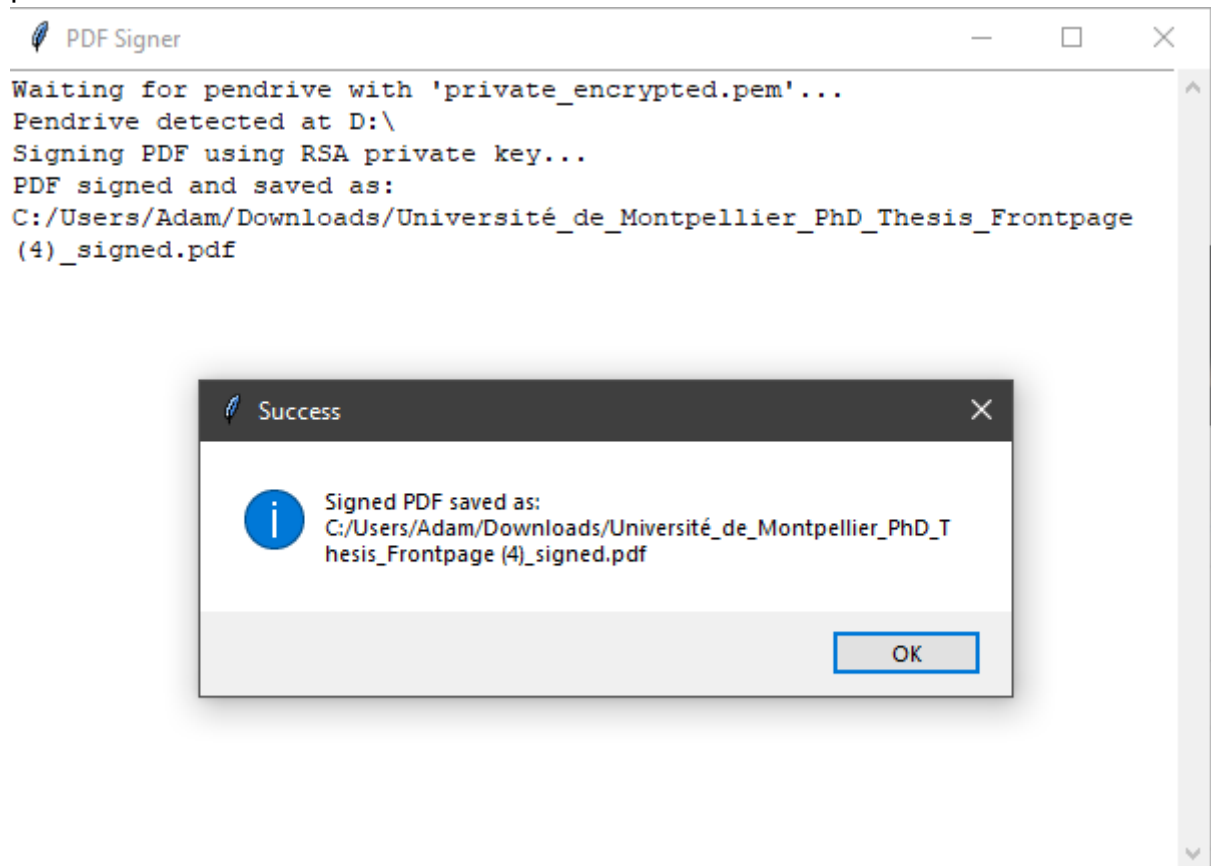 PDF Signer
Waiting for pendrive with 'private_encrypted.pem'...
Pendrive detected at D:\
Signing PDF using RSA private key...
PDF signed and saved as:
C:/Users/Adam/Downloads/Université_de_Montpellier_PhD_Thesis_Frontpage
(4)_signed.pdf
Success
Signed PDF saved as:
C:/Users/Adam/Downloads/Université_de_Montpellier_PhD_T
hesis_Frontpage (4)_signed.pdf
OK